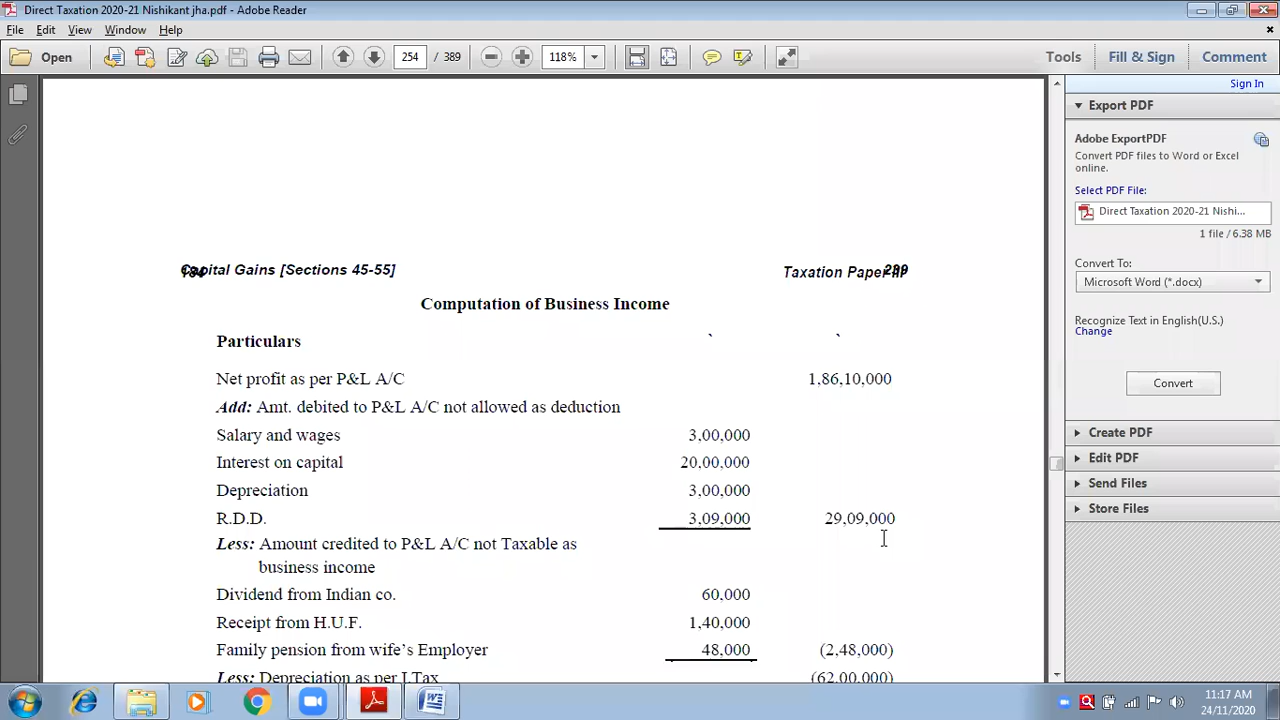 Direct Taxation 2020-21 Nishikant jha.pdf - Adobe Reader
File Edit View Window Help
Open 254 / 389 118% Tools Fill & Sign Comment
Sign In
Export PDF
Adobe ExportPDF
Convert PDF files to Word or Excel
online.
Select PDF File:
Direct Taxation 2020-21 Nishi...
1 file / 6.38 MB
Convert To:
Microsoft Word (*.docx)
Recognize Text in English(U.S.)
Change
Convert
Create PDF
Edit PDF
Send Files
Store Files
Capital Gains [Sections 45-55] Taxation Paper
Computation of Business Income
Particulars ` `
Net profit as per P&L A/C 1,86,10,000
Add: Amt. debited to P&L A/C not allowed as deduction
Salary and wages 3,00,000
Interest on capital 20,00,000
Depreciation 3,00,000
R.D.D. 3,09,000 29,09,000
Less: Amount credited to P&L A/C not Taxable as
business income
Dividend from Indian co. 60,000
Receipt from H.U.F. 1,40,000
Family pension from wife's Employer 48,000 (2,48,000)
Less: Depreciation as per I.Tax (62,00,000)
11:17 AM
24/11/2020